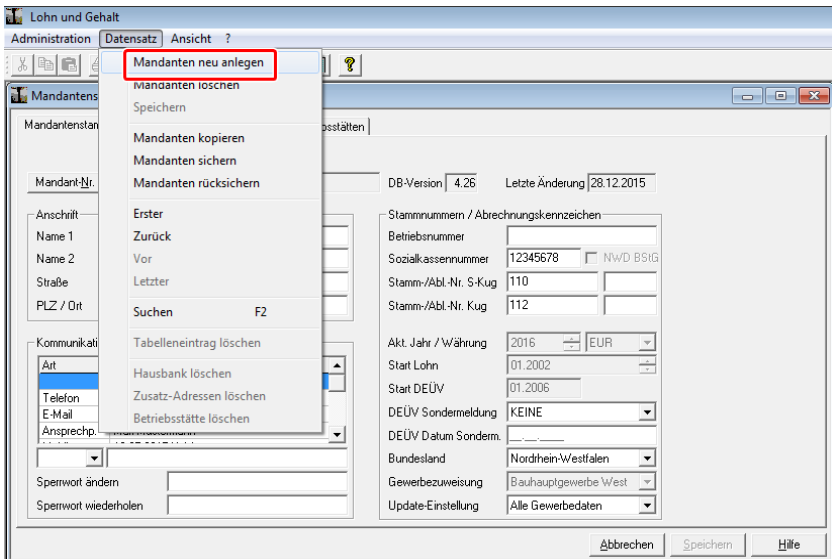 Lohn und Gehalt
Administration Datensatz Ansicht ?
Mandanten neu anlegen
Mandanten löschen
Speichern
Mandanten kopieren
Mandanten sichern
Mandanten rücksichern
Erster
Zurück
Vor
Letzter
Suchen F2
Tabelleneintrag löschen
Hausbank löschen
Zusatz-Adressen löschen
Betriebsstätte löschen
Mandantens
Mandantenstan
osstätten
Mandant-Nr.
DB-Version 4.26 Letzte Änderung 28.12.2015
Anschrift
Name 1
Name 2
Straße
PLZ / Ort
Kommunikati
Art
Telefon
E-Mail
Ansprechp.
Sperrwort ändern
Sperrwort wiederholen
Stammnummern / Abrechnungskennzeichen
Betriebsnummer
Sozialkassennummer 12345678 NWD BStG
Stamm-/Abl.-Nr. S-Kug 110
Stamm-/Abl.-Nr. Kug 112
Akt. Jahr / Währung 2016 EUR
Start Lohn 01.2002
Start DEÜV 01.2006
DEÜV Sondermeldung KEINE
DEÜV Datum Sonderm. __.__.____
Bundesland Nordrhein-Westfalen
Gewerbezuweisung Bauhauptgewerbe West
Update-Einstellung Alle Gewerbedaten
Abbrechen Speichern Hilfe